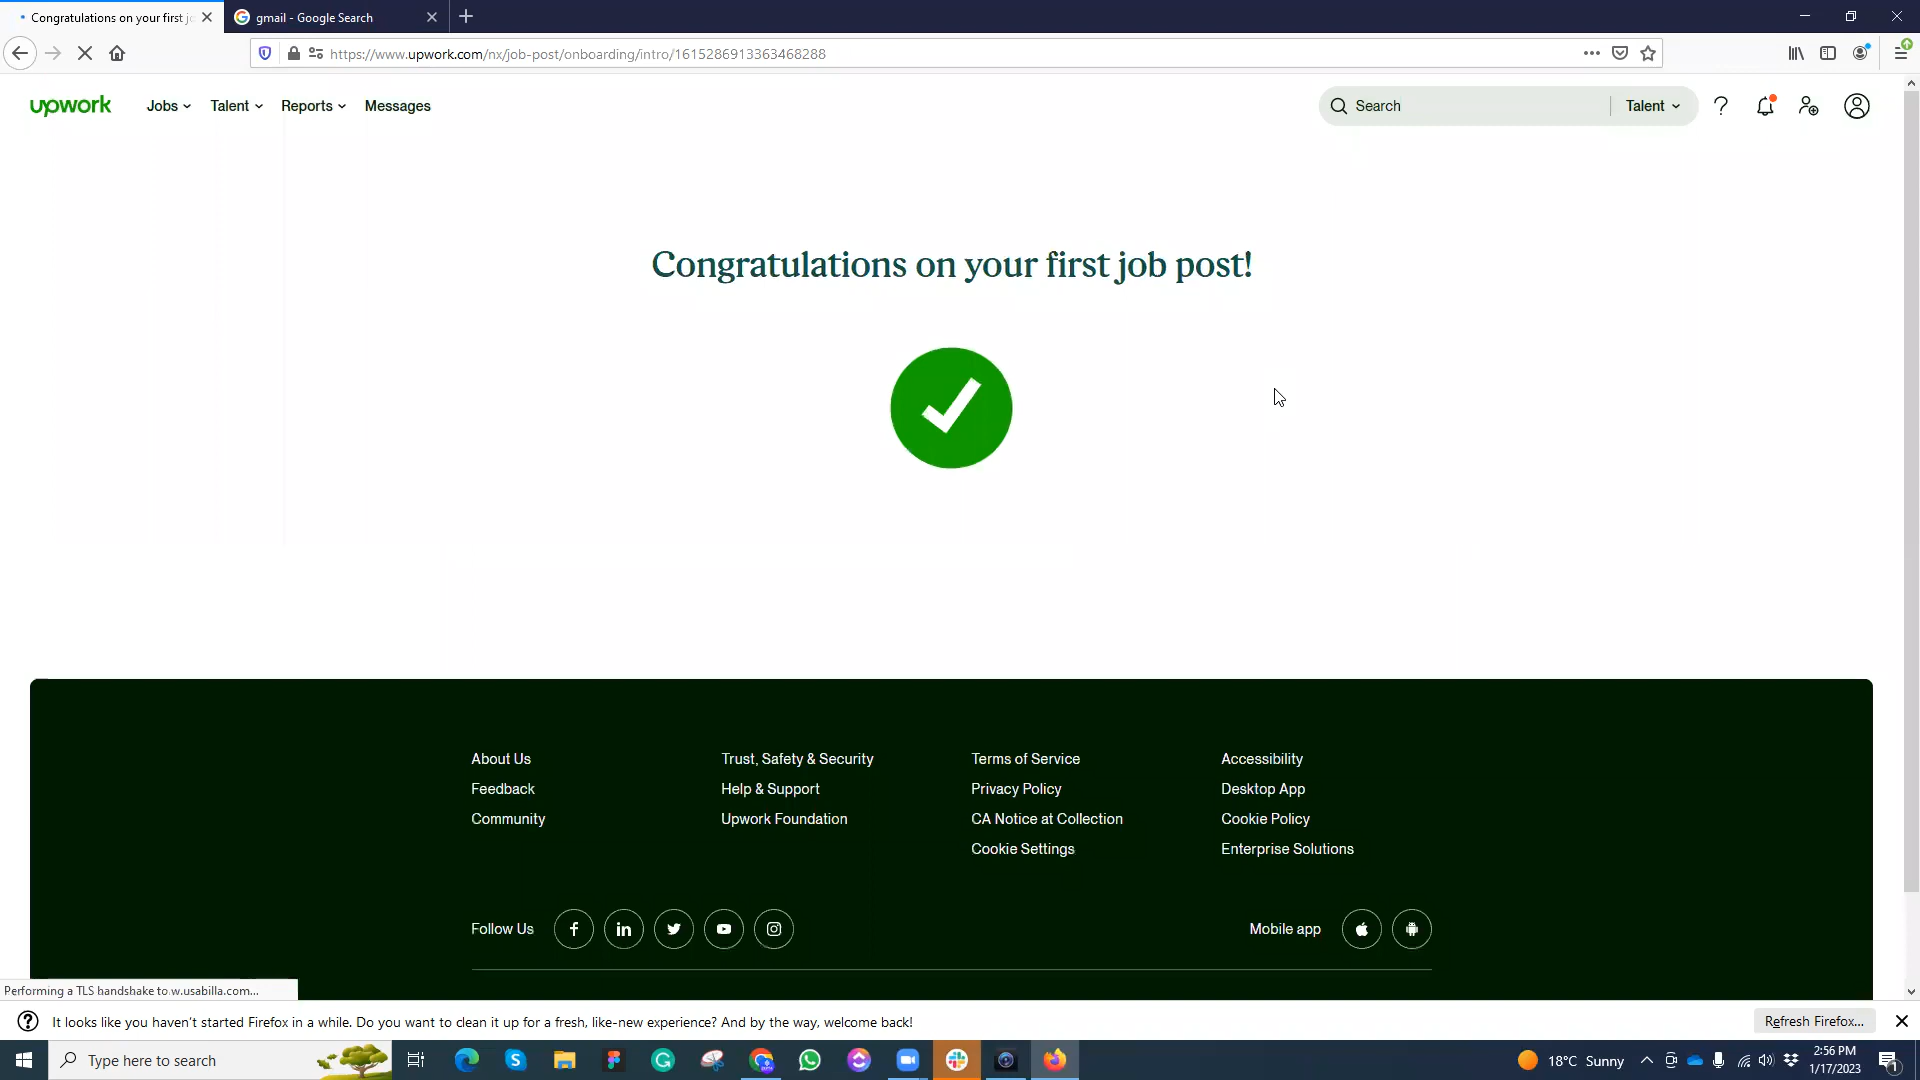 Congratulations on your first jo
gmail - Google Search
https://www.upwork.com/nx/job-post/onboarding/intro/1615286913363468288
upwork
Jobs
Talent
Reports
Messages
Search
Talent
Congratulations on your first job post!
About Us
Trust, Safety & Security
Terms of Service
Accessibility
Feedback
Help & Support
Privacy Policy
Desktop App
Community
Upwork Foundation
CA Notice at Collection
Cookie Policy
Cookie Settings
Enterprise Solutions
Follow Us
Mobile app
Performing a TLS handshake to w.usabilla.com...
It looks like you haven't started Firefox in a while. Do you want to clean it up for a fresh, like-new experience? And by the way, welcome back!
Refresh Firefox...
Type here to search
18°C Sunny
2:56 PM
1/17/2023
1